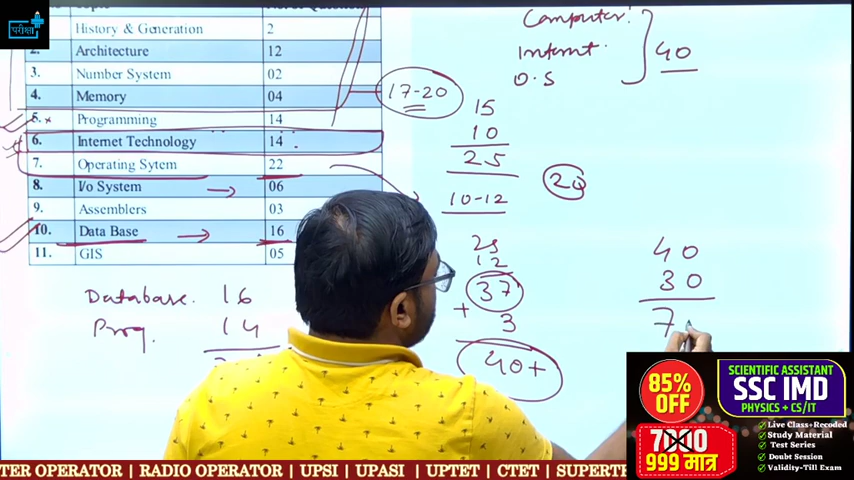 परीक्षा
History & Generation 2
Architecture 12
3. Number System 02
4. Memory 04
5. Programming 14
6. Internet Technology 14
7. Operating Sytem 22
8. I/o System 06
9. Assemblers 03
10. Data Base 16
11. GIS 05
Database. 16
Prog. 14
17-20
15
10
25
10-12
25
12
37
+ 3
40+
20
Computer.
Internet.
O.S
40
40
30
7
85%
OFF
SCIENTIFIC ASSISTANT
SSC IMD
PHYSICS + CS/IT
7000
999 मात्र
Live Class+Recoded
Study Material
Test Series
Doubt Session
Validity-Till Exam
TER OPERATOR | RADIO OPERATOR | UPSI | UPASI | UPTET | CTET | SUPERTE